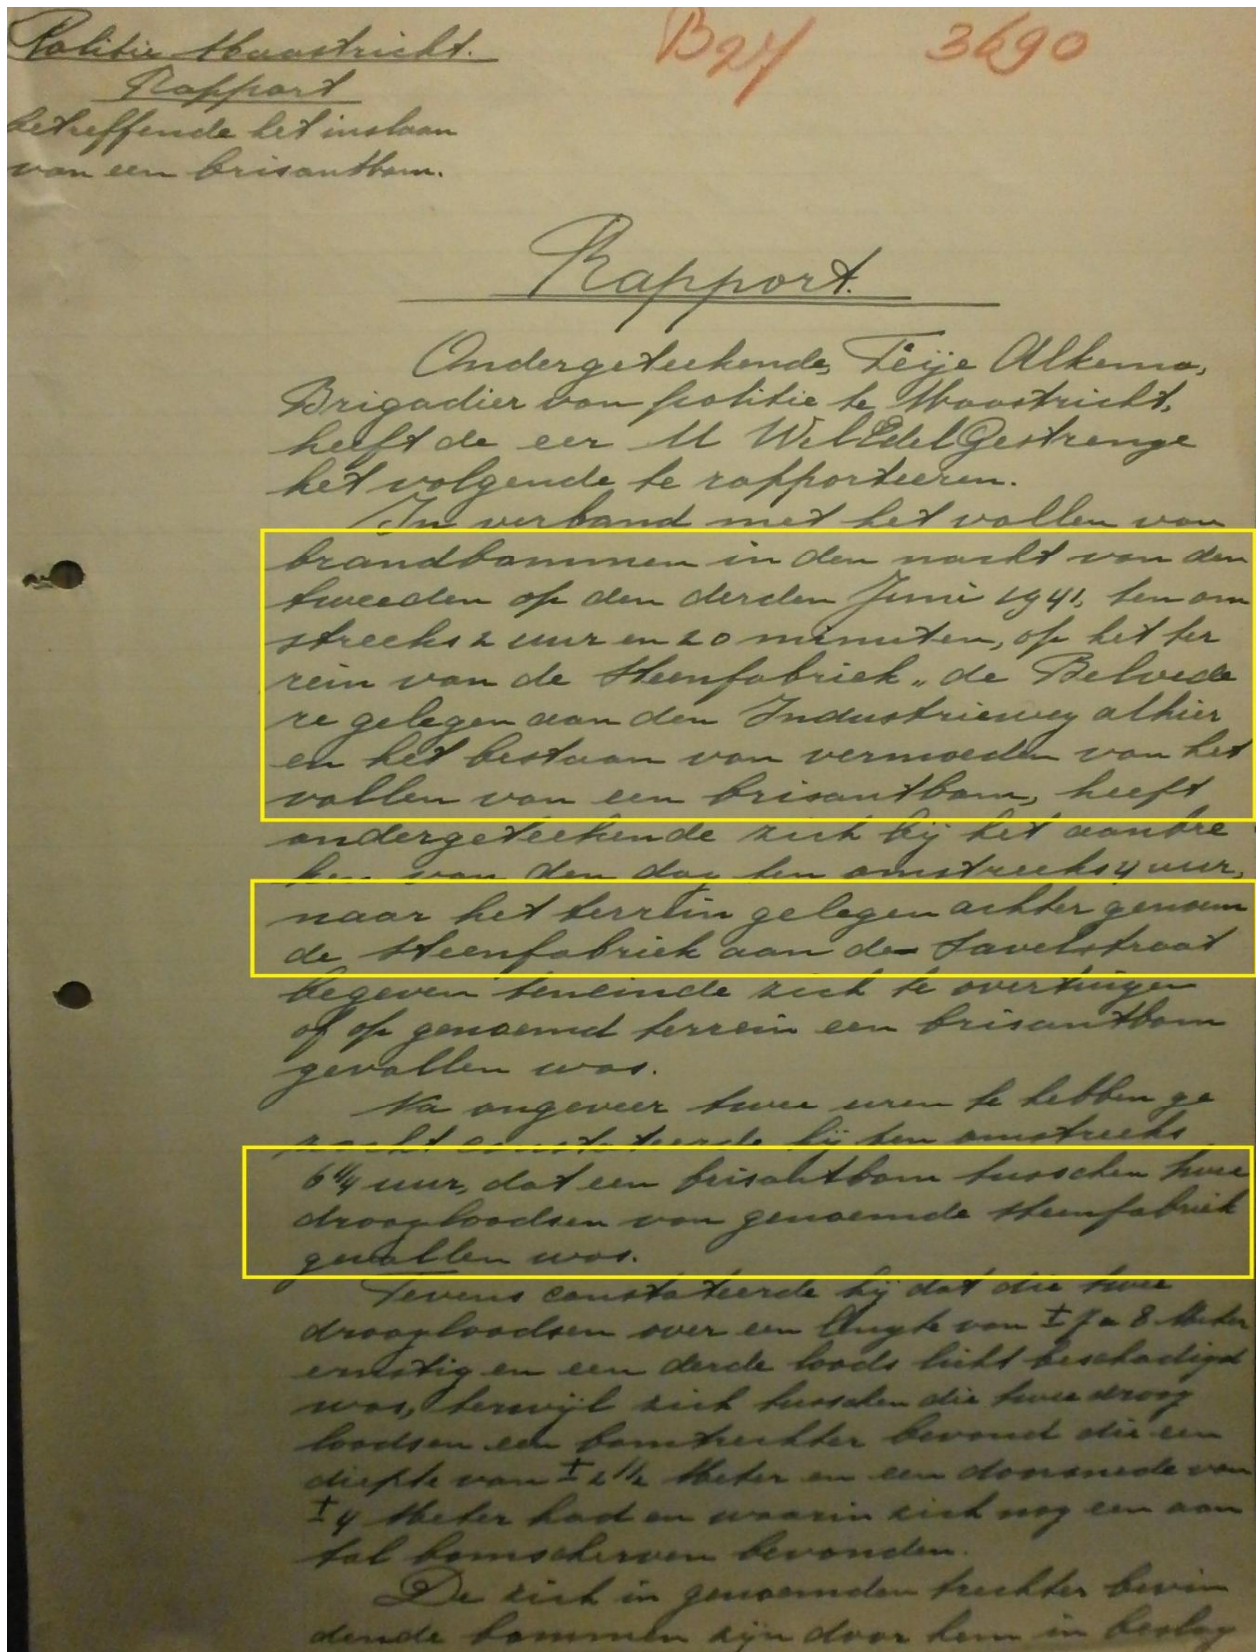 Politie Maastricht.
B27 3690
Rapport
betreffende het inslaan
van een brisantbom.
Rapport.
Ondergeteekende, Feije Alkema,
Brigadier van politie te Maastricht,
heeft de eer U WelEdelGestrenge
het volgende te rapporteeren.
In verband met het vallen van
brandbommen in den nacht van den
tweeden op den derden Juni 1941, ten om
streeks 2 uur en 20 minuten, op het ter
rein van de Steenfabriek „de Belvede
re gelegen aan den Industrieweg alhier
en het bestaan van vermoeden van het
vallen van een brisantbom, heeft
ondergeteekende zich bij het aanbre
ken van den dag ten omstreeks 4 uur,
naar het terrein gelegen achter genoem
de Steenfabriek aan de Cavelstraat
begeven teneinde zich te overtuigen
of op genoemd terrein een brisantbom
gevallen was.
Na ongeveer twee uren te hebben ge
zocht constateerde hij ten omstreeks
6 1/4 uur, dat een brisantbom tusschen twee
droogloodsen van genoemde Steenfabriek
gevallen was.
Tevens constateerde hij dat die twee
droogloodsen over een lengte van ± 7 a 8 Meter
ernstig en een derde loods licht beschadigd
was, terwijl zich tusschen die twee droog
loodsen een bomtrechter bevond die een
diepte van ± 2 1/2 Meter en een doorsnede van
± 4 Meter had en waarin zich nog een aan
tal bomscherven bevonden.
De zich in genoemden trechter bevin
dende bommen zijn door hem in beslag